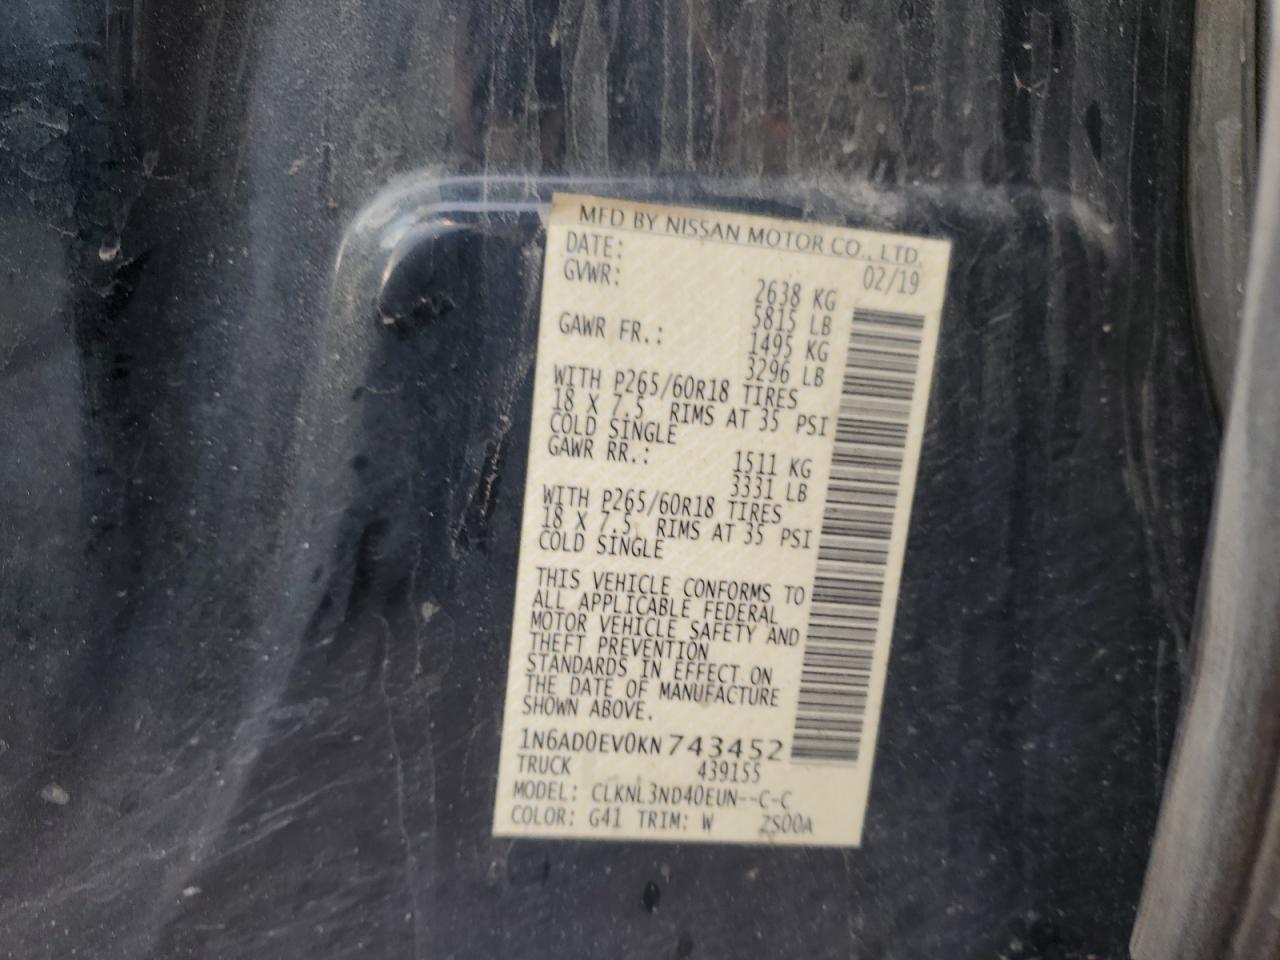 MFD BY NISSAN MOTOR CO., LTD.
DATE: 02/19
GVWR: 2638 KG
5815 LB
GAWR FR.: 1495 KG
3296 LB
WITH P265/60R18 TIRES
18 X 7.5 RIMS AT 35 PSI
COLD SINGLE
GAWR RR.: 1511 KG
3331 LB
WITH P265/60R18 TIRES
18 X 7.5 RIMS AT 35 PSI
COLD SINGLE
THIS VEHICLE CONFORMS TO
ALL APPLICABLE FEDERAL
MOTOR VEHICLE SAFETY AND
THEFT PREVENTION
STANDARDS IN EFFECT ON
THE DATE OF MANUFACTURE
SHOWN ABOVE.
1N6AD0EV0KN743452
TRUCK 439155
MODEL: CLKNL3ND40EUN--C-C
COLOR: G41 TRIM: W ZS00A